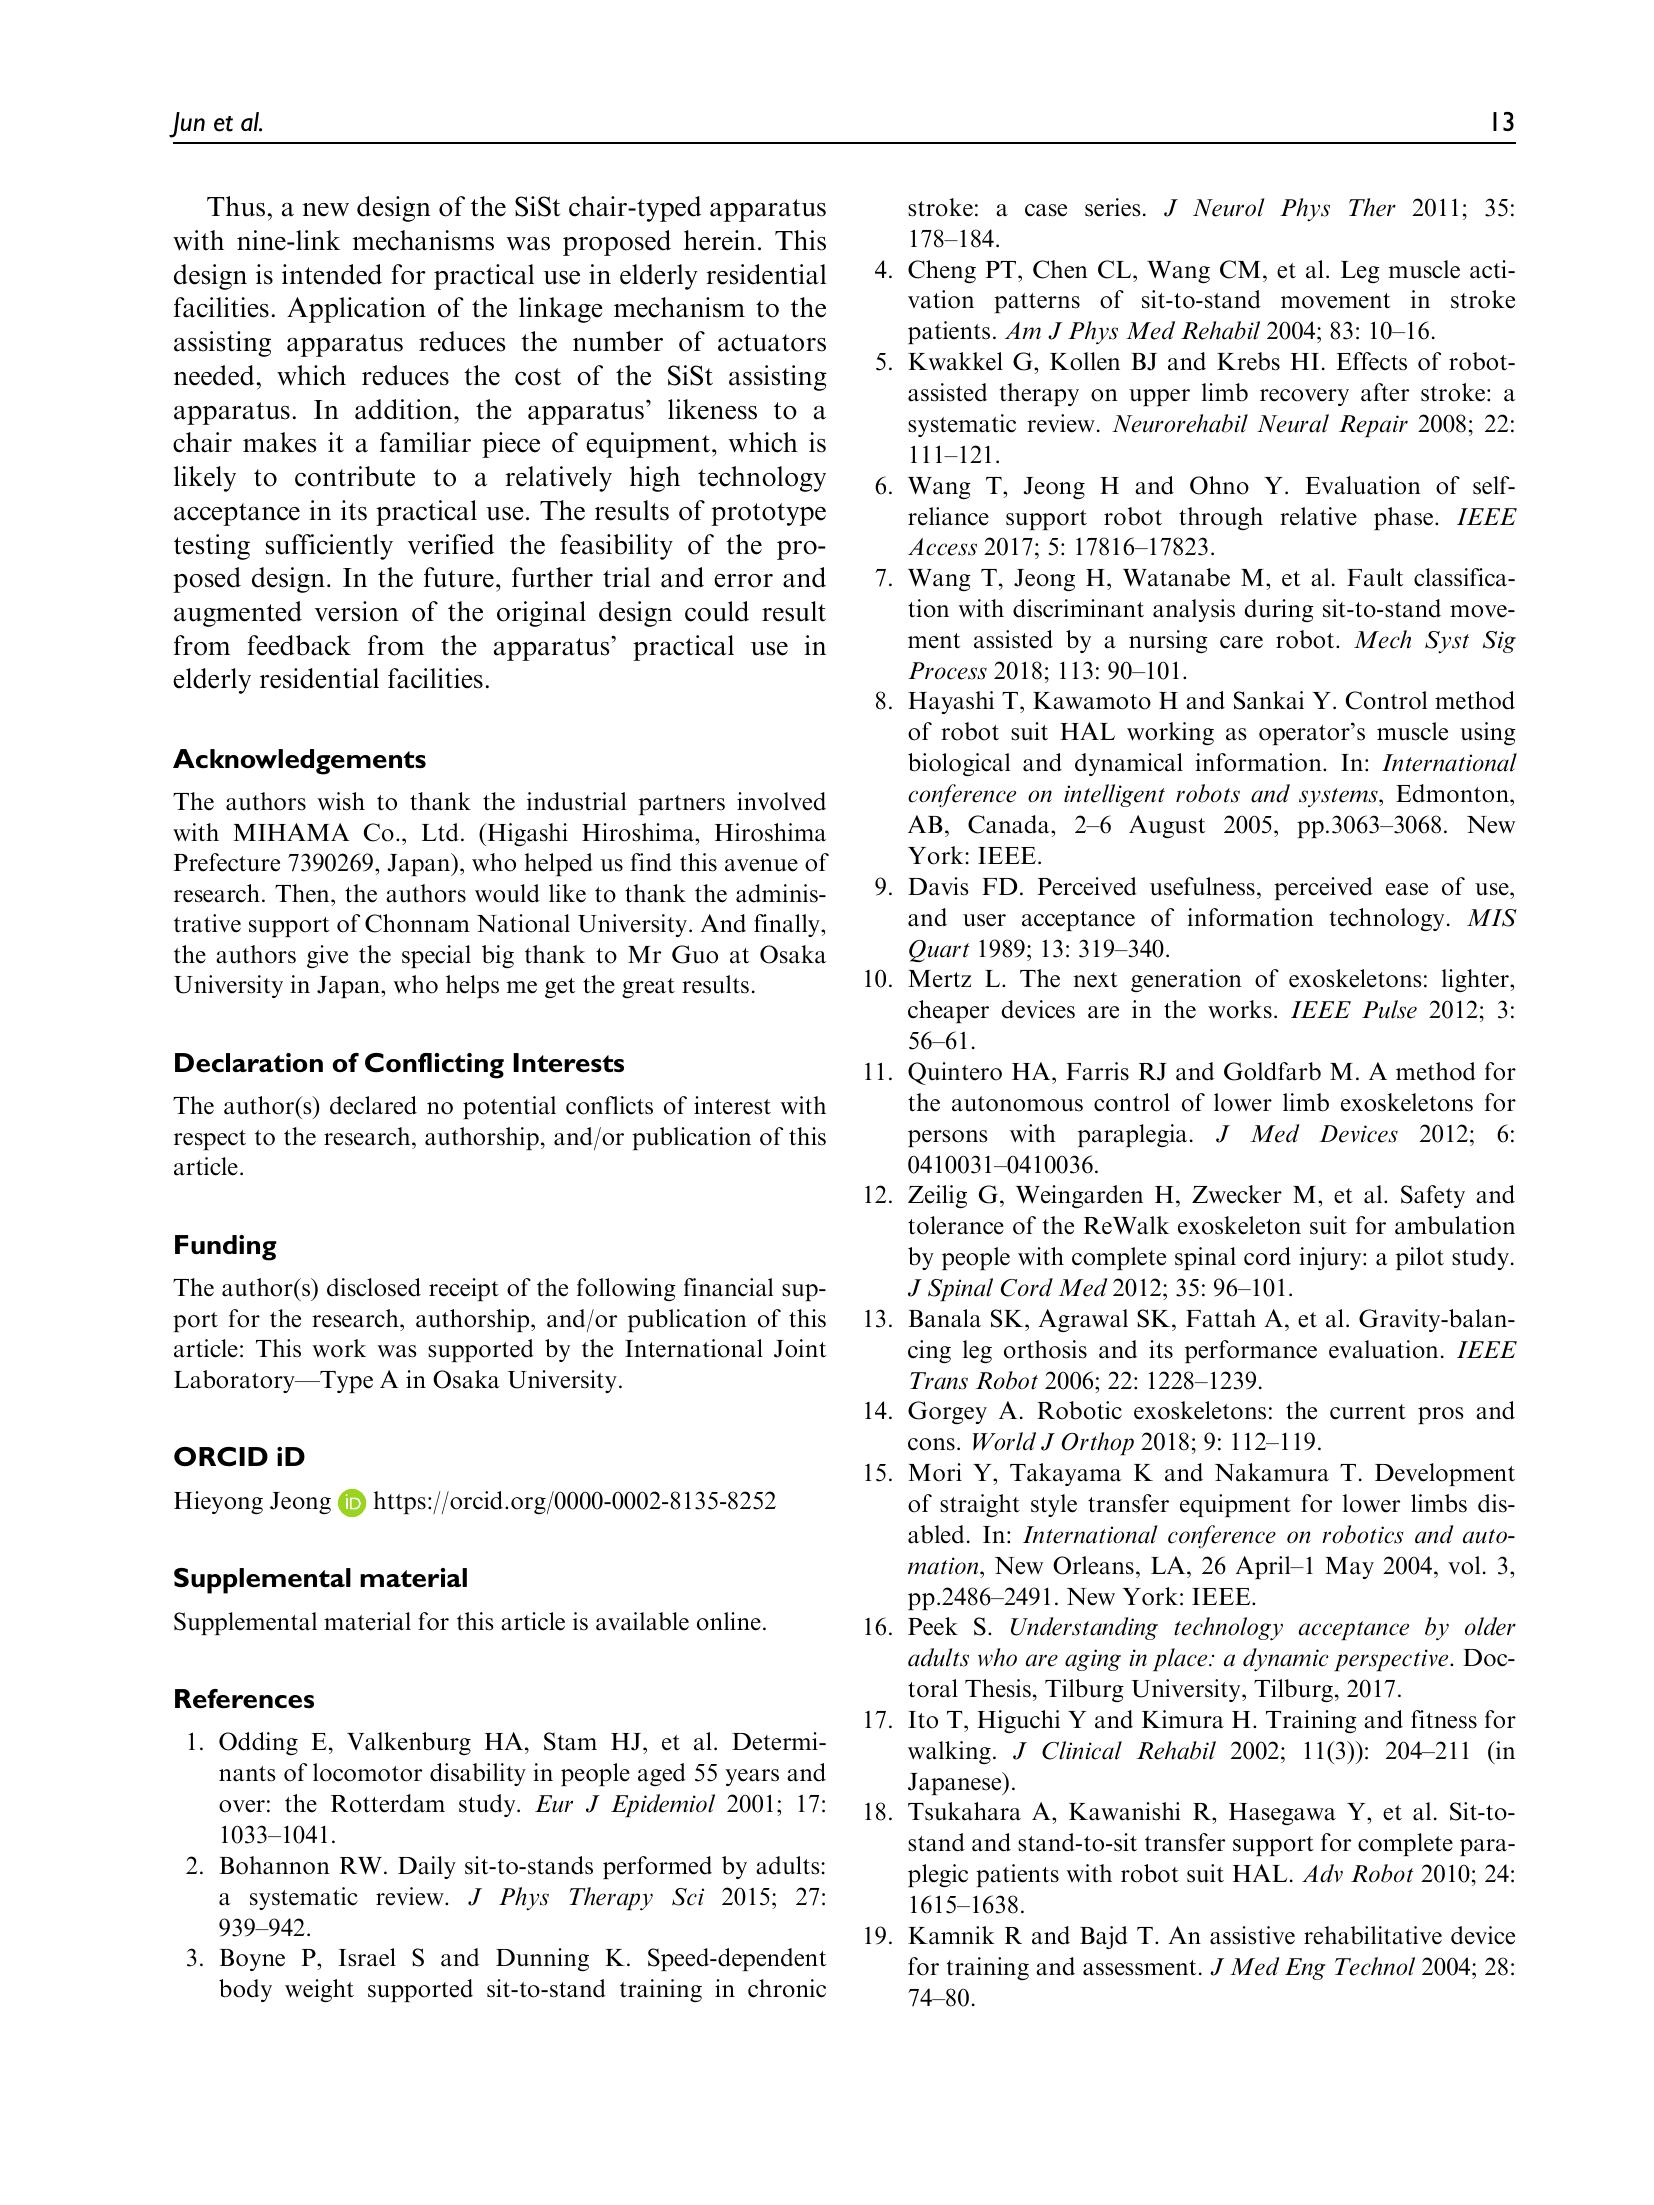 Jun et al.
13
Thus, a new design of the SiSt chair-typed apparatus
with nine-link mechanisms was proposed herein. This
design is intended for practical use in elderly residential
facilities. Application of the linkage mechanism to the
assisting apparatus reduces the number of actuators
needed, which reduces the cost of the SiSt assisting
apparatus. In addition, the apparatus’ likeness to a
chair makes it a familiar piece of equipment, which is
likely to contribute to a relatively high technology
acceptance in its practical use. The results of prototype
testing sufficiently verified the feasibility of the pro-
posed design. In the future, further trial and error and
augmented version of the original design could result
from feedback from the apparatus’ practical use in
elderly residential facilities.
Acknowledgements
The authors wish to thank the industrial partners involved
with MIHAMA Co., Ltd. (Higashi Hiroshima, Hiroshima
Prefecture 7390269, Japan), who helped us find this avenue of
research. Then, the authors would like to thank the adminis-
trative support of Chonnam National University. And finally,
the authors give the special big thank to Mr Guo at Osaka
University in Japan, who helps me get the great results.
Declaration of Conflicting Interests
The author(s) declared no potential conflicts of interest with
respect to the research, authorship, and/or publication of this
article.
Funding
The author(s) disclosed receipt of the following financial sup-
port for the research, authorship, and/or publication of this
article: This work was supported by the International Joint
Laboratory—Type A in Osaka University.
ORCID iD
Hieyong Jeong iD https://orcid.org/0000-0002-8135-8252
Supplemental material
Supplemental material for this article is available online.
References
1. Odding E, Valkenburg HA, Stam HJ, et al. Determi-
nants of locomotor disability in people aged 55 years and
over: the Rotterdam study. Eur J Epidemiol 2001; 17:
1033–1041.
2. Bohannon RW. Daily sit-to-stands performed by adults:
a systematic review. J Phys Therapy Sci 2015; 27:
939–942.
3. Boyne P, Israel S and Dunning K. Speed-dependent
body weight supported sit-to-stand training in chronic
stroke: a case series. J Neurol Phys Ther 2011; 35:
178–184.
4. Cheng PT, Chen CL, Wang CM, et al. Leg muscle acti-
vation patterns of sit-to-stand movement in stroke
patients. Am J Phys Med Rehabil 2004; 83: 10–16.
5. Kwakkel G, Kollen BJ and Krebs HI. Effects of robot-
assisted therapy on upper limb recovery after stroke: a
systematic review. Neurorehabil Neural Repair 2008; 22:
111–121.
6. Wang T, Jeong H and Ohno Y. Evaluation of self-
reliance support robot through relative phase. IEEE
Access 2017; 5: 17816–17823.
7. Wang T, Jeong H, Watanabe M, et al. Fault classifica-
tion with discriminant analysis during sit-to-stand move-
ment assisted by a nursing care robot. Mech Syst Sig
Process 2018; 113: 90–101.
8. Hayashi T, Kawamoto H and Sankai Y. Control method
of robot suit HAL working as operator’s muscle using
biological and dynamical information. In: International
conference on intelligent robots and systems, Edmonton,
AB, Canada, 2–6 August 2005, pp.3063–3068. New
York: IEEE.
9. Davis FD. Perceived usefulness, perceived ease of use,
and user acceptance of information technology. MIS
Quart 1989; 13: 319–340.
10. Mertz L. The next generation of exoskeletons: lighter,
cheaper devices are in the works. IEEE Pulse 2012; 3:
56–61.
11. Quintero HA, Farris RJ and Goldfarb M. A method for
the autonomous control of lower limb exoskeletons for
persons with paraplegia. J Med Devices 2012; 6:
0410031–0410036.
12. Zeilig G, Weingarden H, Zwecker M, et al. Safety and
tolerance of the ReWalk exoskeleton suit for ambulation
by people with complete spinal cord injury: a pilot study.
J Spinal Cord Med 2012; 35: 96–101.
13. Banala SK, Agrawal SK, Fattah A, et al. Gravity-balan-
cing leg orthosis and its performance evaluation. IEEE
Trans Robot 2006; 22: 1228–1239.
14. Gorgey A. Robotic exoskeletons: the current pros and
cons. World J Orthop 2018; 9: 112–119.
15. Mori Y, Takayama K and Nakamura T. Development
of straight style transfer equipment for lower limbs dis-
abled. In: International conference on robotics and auto-
mation, New Orleans, LA, 26 April–1 May 2004, vol. 3,
pp.2486–2491. New York: IEEE.
16. Peek S. Understanding technology acceptance by older
adults who are aging in place: a dynamic perspective. Doc-
toral Thesis, Tilburg University, Tilburg, 2017.
17. Ito T, Higuchi Y and Kimura H. Training and fitness for
walking. J Clinical Rehabil 2002; 11(3)): 204–211 (in
Japanese).
18. Tsukahara A, Kawanishi R, Hasegawa Y, et al. Sit-to-
stand and stand-to-sit transfer support for complete para-
plegic patients with robot suit HAL. Adv Robot 2010; 24:
1615–1638.
19. Kamnik R and Bajd T. An assistive rehabilitative device
for training and assessment. J Med Eng Technol 2004; 28:
74–80.